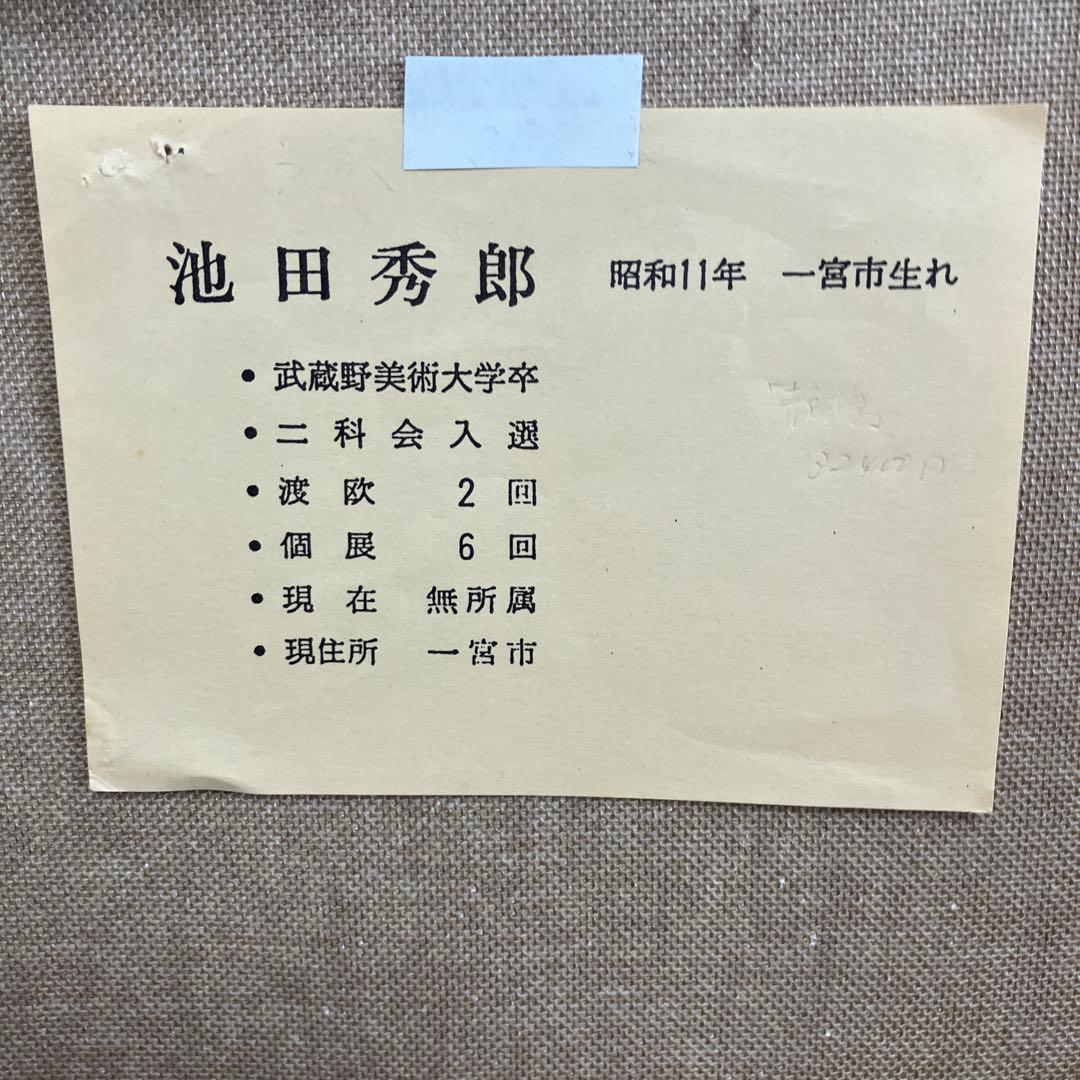 池田秀郎 昭和11年 一宮市生れ
• 武蔵野美術大学卒
• 二科会入選
• 渡欧 2回
• 個展 6回
• 現在 無所属
• 現住所 一宮市